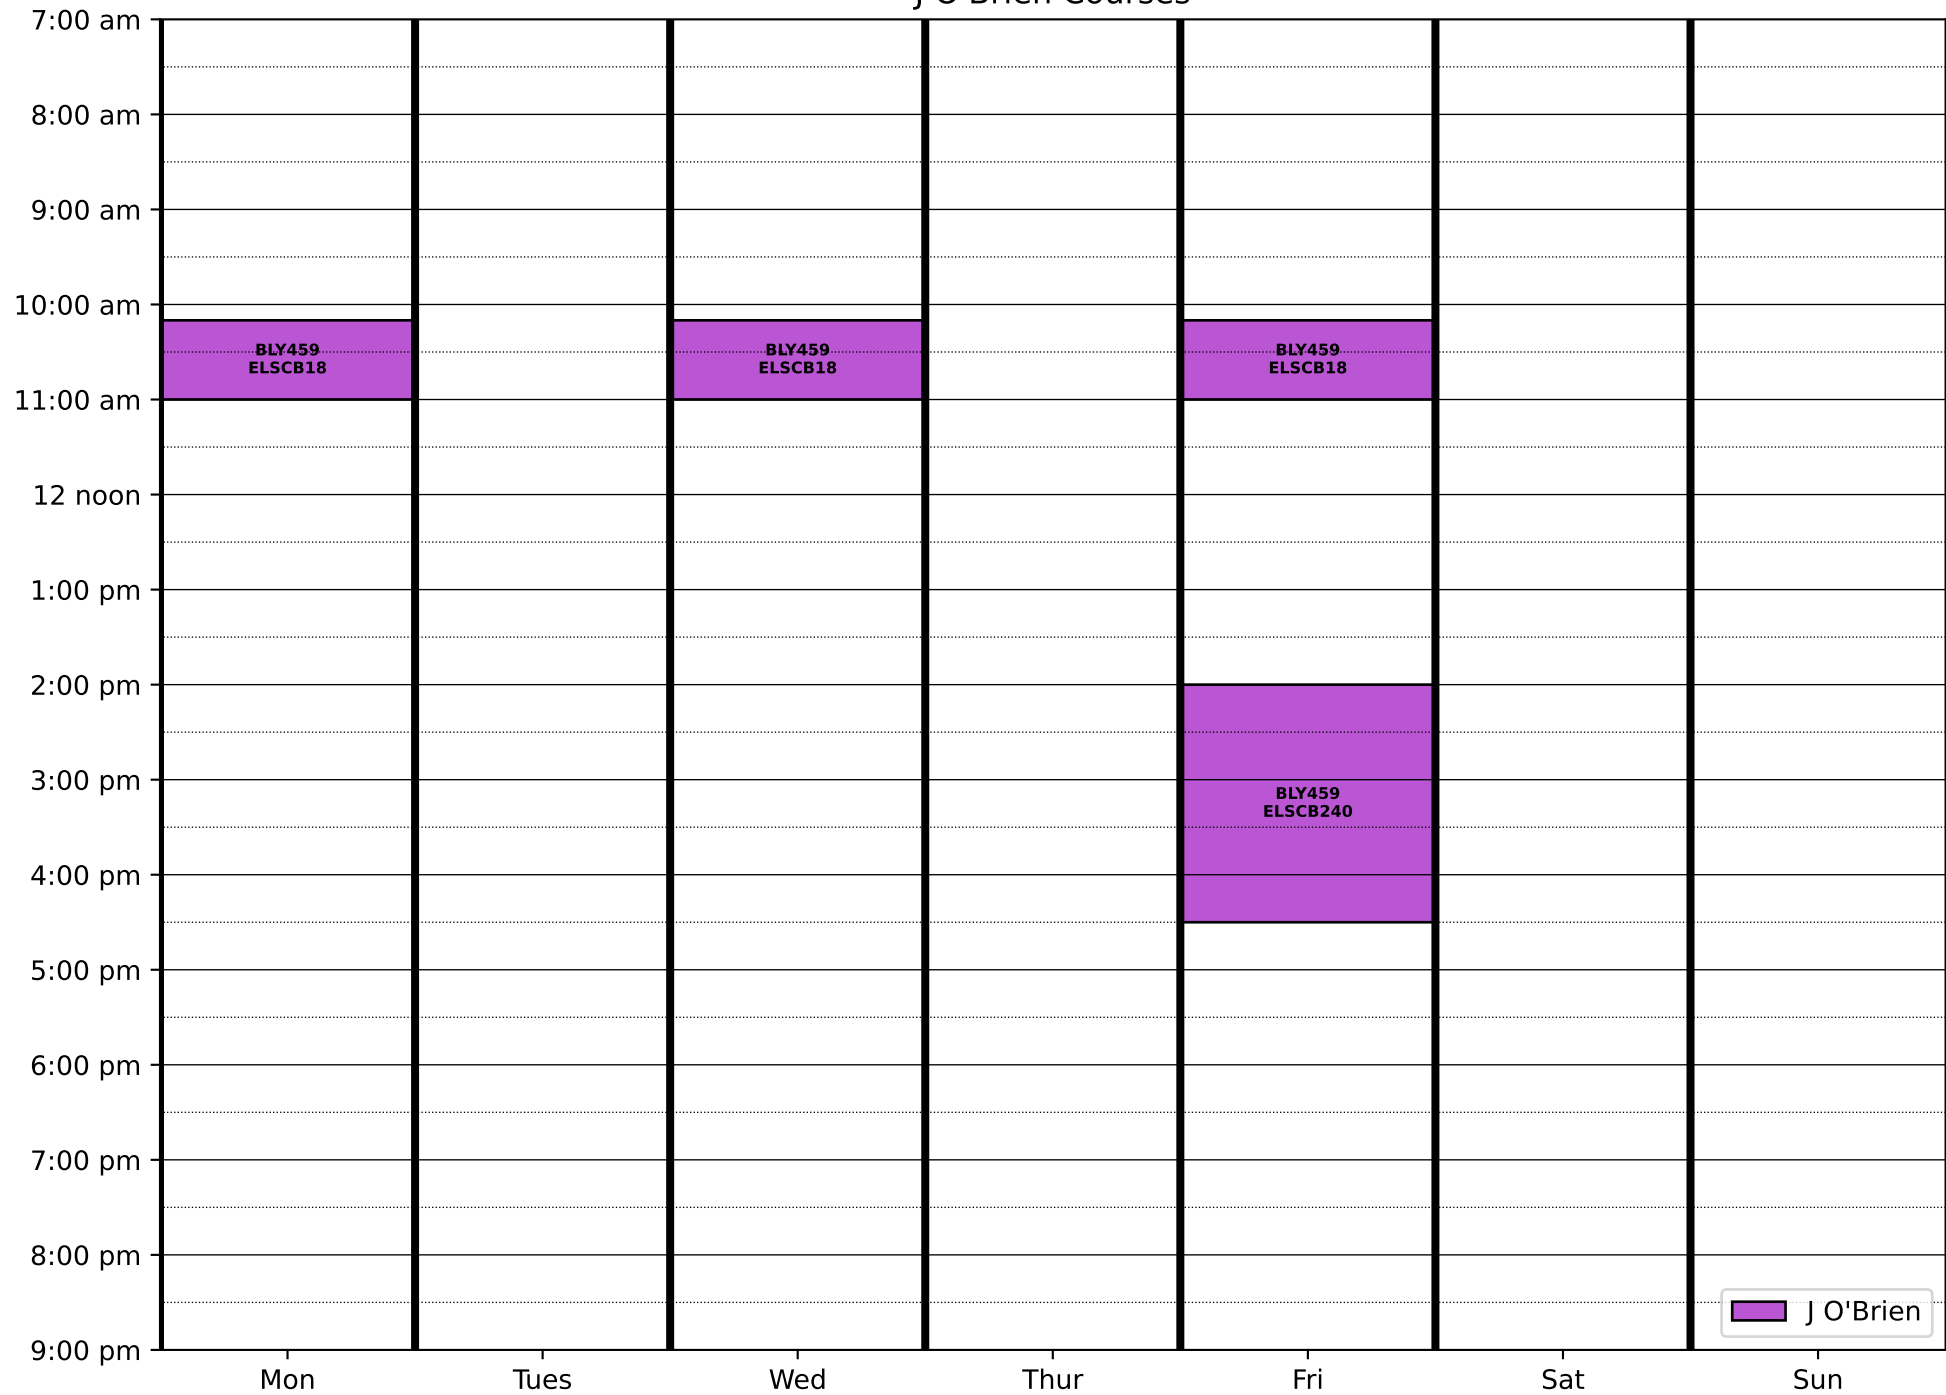 J O'Brien Courses
7:00 am
8:00 am
9:00 am
10:00 am
BLY459 BLY459 BLY459
ELSCB18 ELSCB18 ELSCB18
11:00 am
12 noon
1:00 pm
2:00 pm
3:00 pm
BLY459
ELSCB240
4:00 pm
5:00 pm
6:00 pm
7:00 pm
8:00 pm
J O'Brien
9:00 pm
Mon Tues Wed Thur Fri Sat Sun